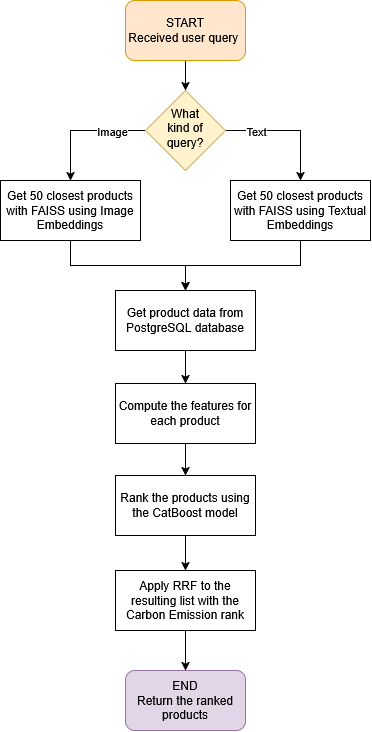 START
Received user query
What
kind of
query?
Image
Text
Get 50 closest products
with FAISS using Image
Embeddings
Get 50 closest products
with FAISS using Textual
Embeddings
Get product data from
PostgreSQL database
Compute the features for
each product
Rank the products using
the CatBoost model
Apply RRF to the
resulting list with the
Carbon Emission rank
END
Return the ranked
products